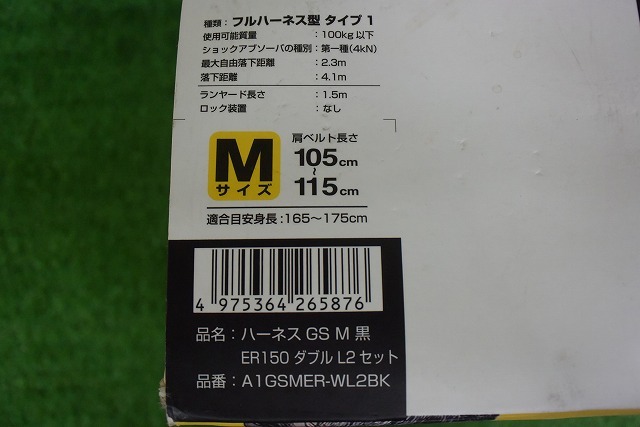 種類：フルハーネス型 タイプ 1
使用可能質量：100kg 以下
ショックアブソーバの種別：第一種(4kN)
最大自由落下距離：2.3m
落下距離：4.1m
ランヤード長さ：1.5m
ロック装置：なし
M
サイズ
肩ベルト長さ
105cm
～
115cm
適合目安身長：165～175cm
4 975364 265876
品名：ハーネス GS M 黒
ER150 ダブル L2 セット
品番：A1GSMER-WL2BK